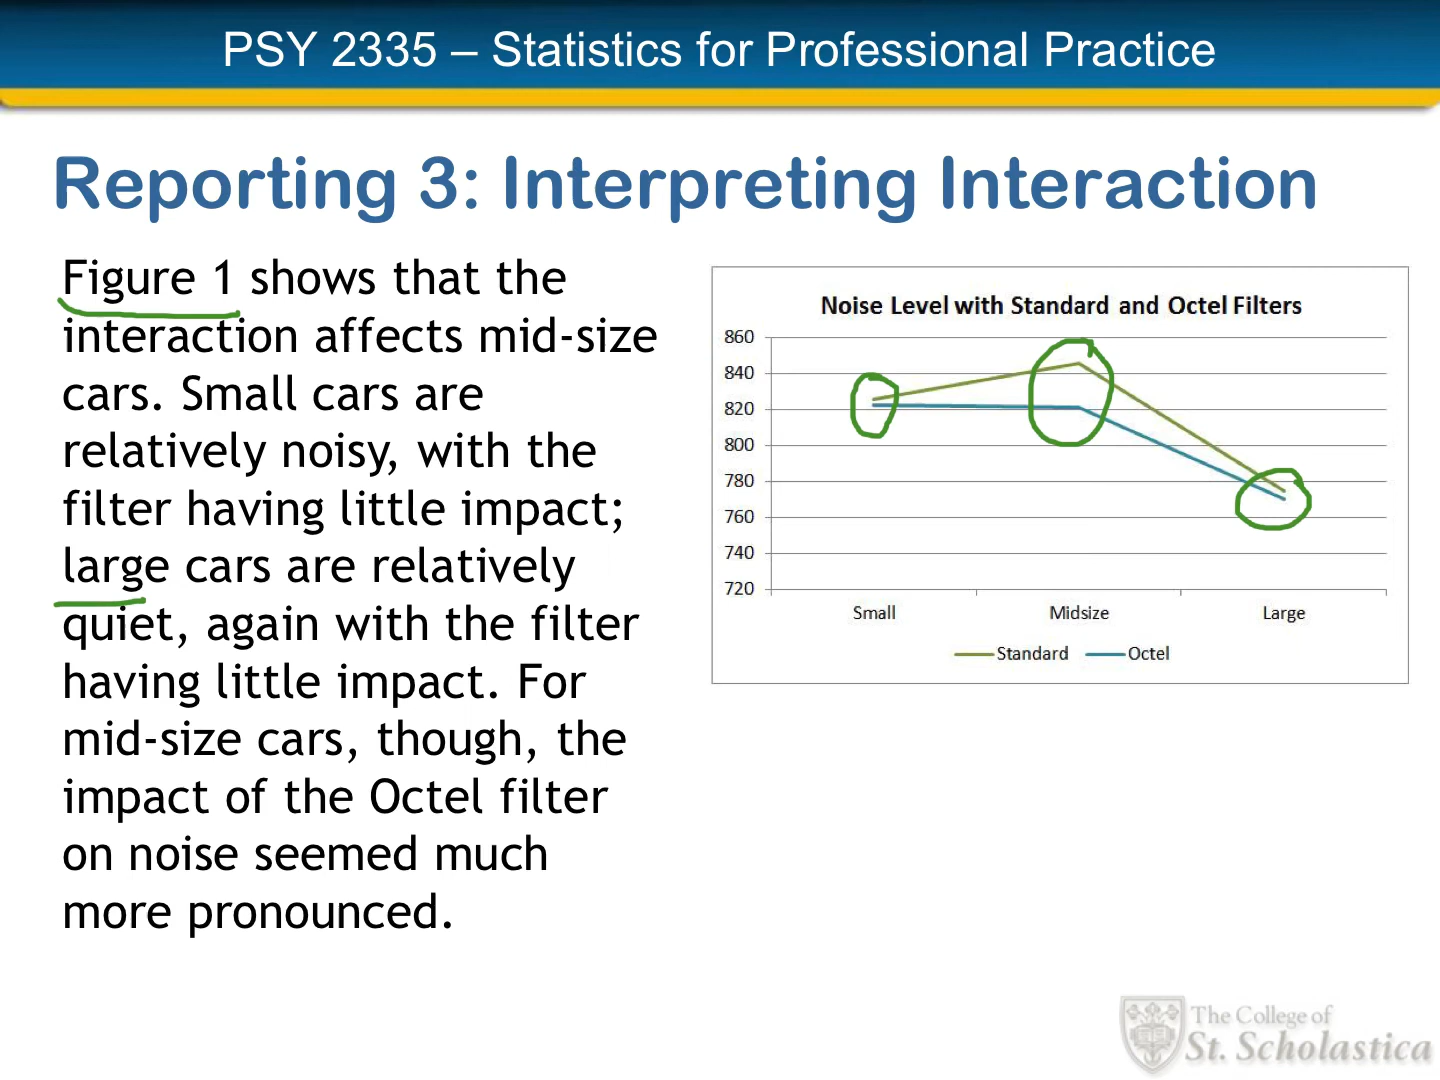 PSY 2335 – Statistics for Professional Practice
Reporting 3: Interpreting Interaction
Figure 1 shows that the
interaction affects mid-size
cars. Small cars are
relatively noisy, with the
filter having little impact;
large cars are relatively
quiet, again with the filter
having little impact. For
mid-size cars, though, the
impact of the Octel filter
on noise seemed much
more pronounced.
Noise Level with Standard and Octel Filters
860
840
820
800
780
760
740
720
Small Midsize Large
Standard Octel
The College of
St. Scholastica